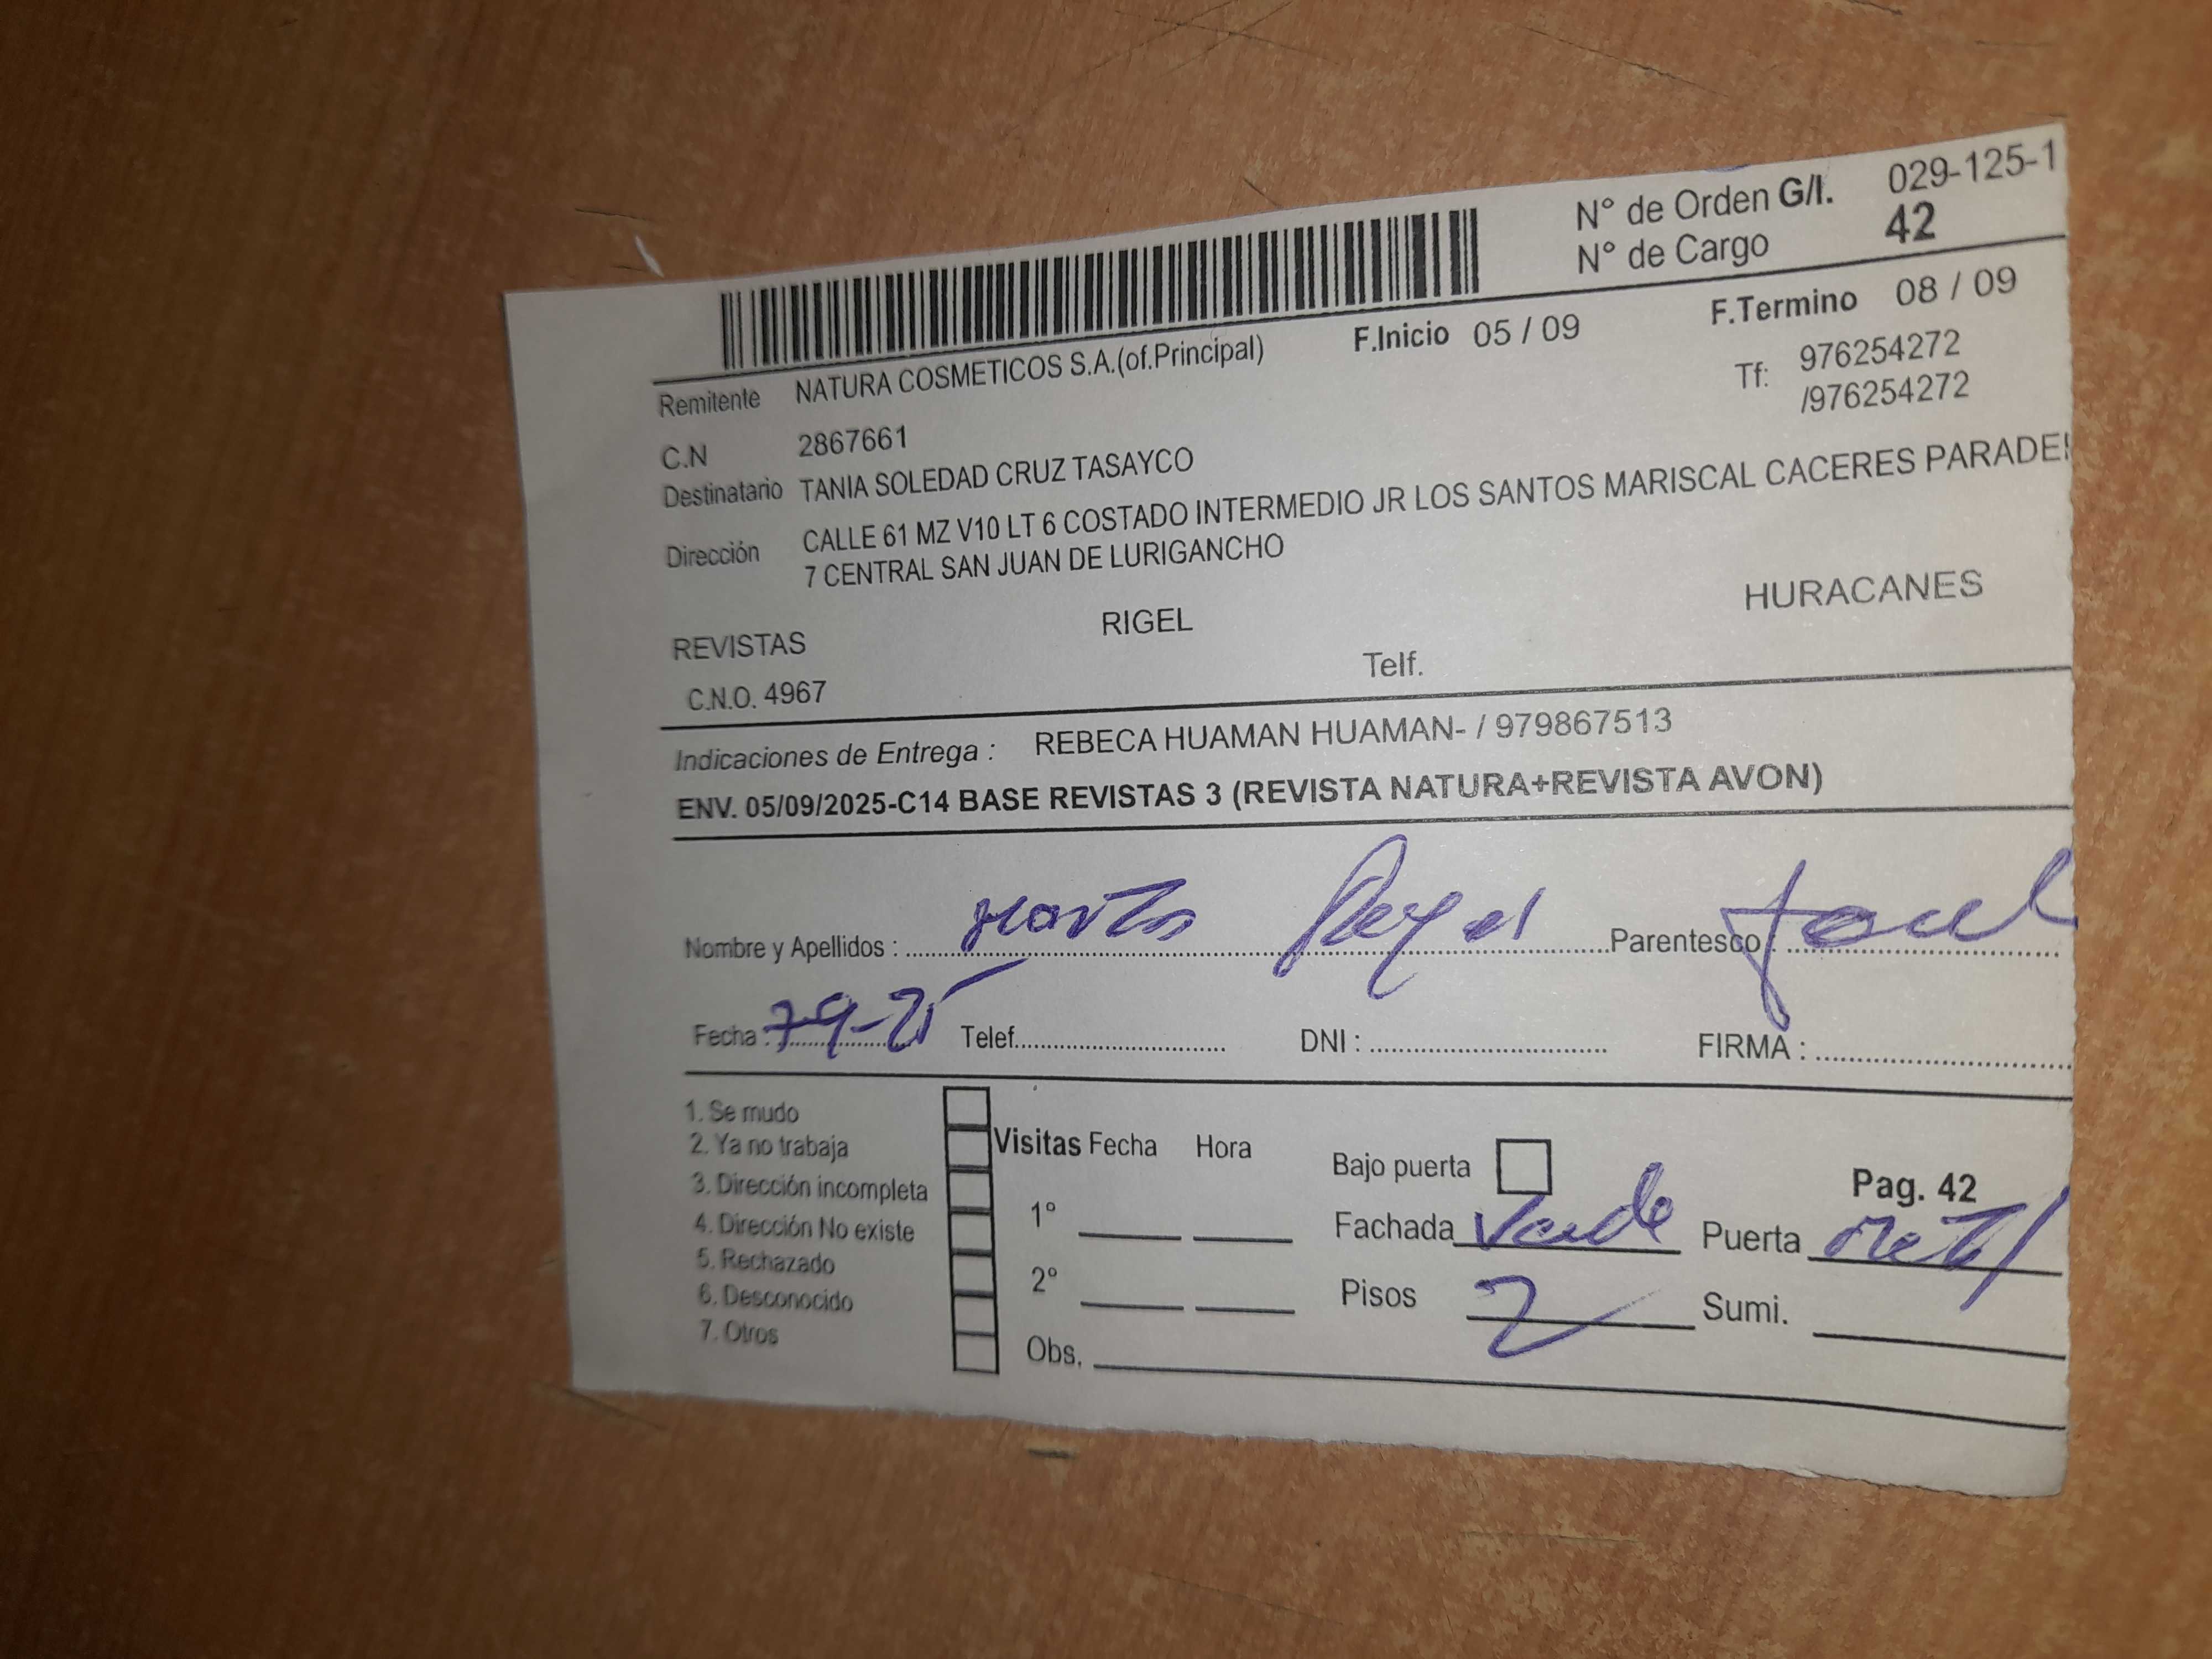 N° de Orden G/I. 029-125-1
N° de Cargo 42
F.Inicio 05 / 09 F.Termino 08 / 09
Remitente NATURA COSMETICOS S.A.(of.Principal) Tf: 976254272
/976254272
C.N 2867661
Destinatario TANIA SOLEDAD CRUZ TASAYCO
Dirección CALLE 61 MZ V10 LT 6 COSTADO INTERMEDIO JR LOS SANTOS MARISCAL CACERES
7 CENTRAL SAN JUAN DE LURIGANCHO
REVISTAS RIGEL HURACANES
C.N.O. 4967 Telf.
Indicaciones de Entrega : REBECA HUAMAN HUAMAN- / 979867513
ENV. 05/09/2025-C14 BASE REVISTAS 3 (REVISTA NATURA+REVISTA AVON)
Nombre y Apellidos : Parentesco :
Fecha : 7-9-25 Telef. DNI : FIRMA :
1. Se mudo
2. Ya no trabaja
3. Dirección incompleta
4. Dirección No existe
5. Rechazado
6. Desconocido
7. Otros
Visitas Fecha Hora
1°
2°
Obs.
Bajo puerta Pag. 42
Fachada Verde Puerta Metal
Pisos 2 Sumi.